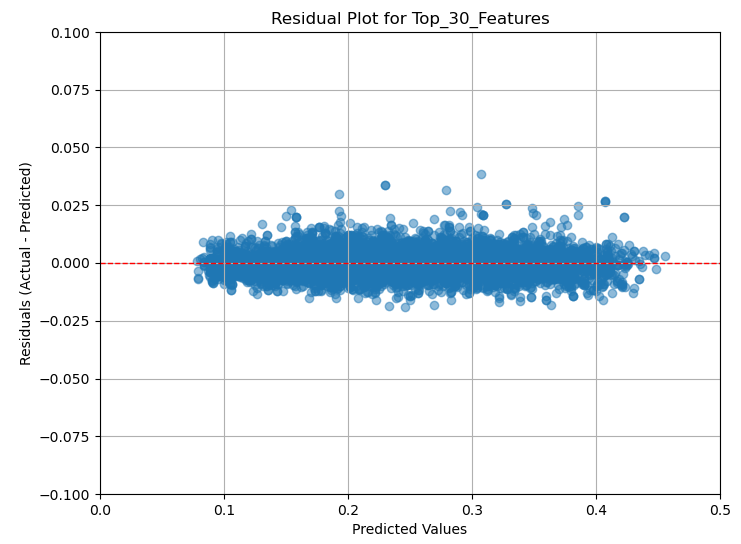 Residual Plot for Top_30_Features
0.100
0.075
0.050
0.025
0.000
−0.025
−0.050
−0.075
−0.100
Residuals (Actual - Predicted)
0.0 0.1 0.2 0.3 0.4 0.5
Predicted Values